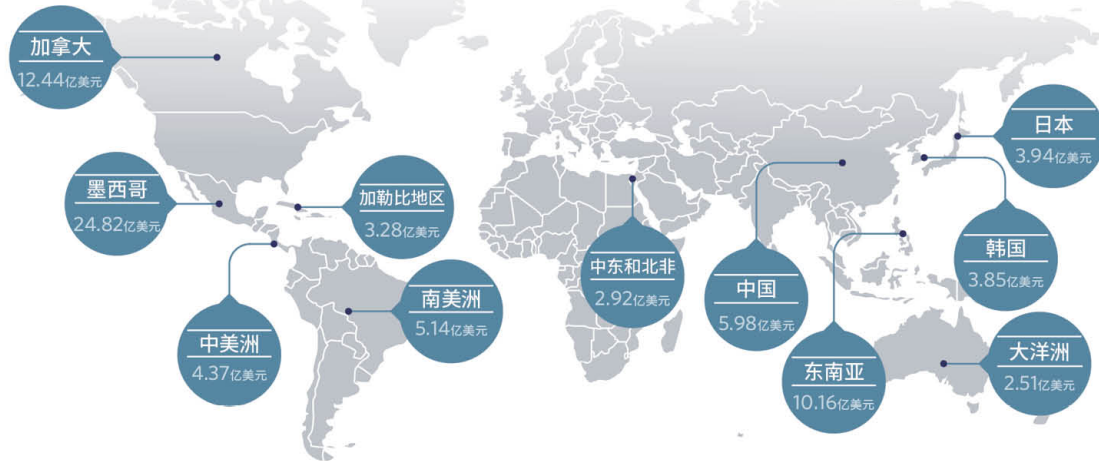 加拿大
12.44亿美元
墨西哥
24.82亿美元
加勒比地区
3.28亿美元
中美洲
4.37亿美元
南美洲
5.14亿美元
中东和北非
2.92亿美元
中国
5.98亿美元
日本
3.94亿美元
韩国
3.85亿美元
东南亚
10.16亿美元
大洋洲
2.51亿美元